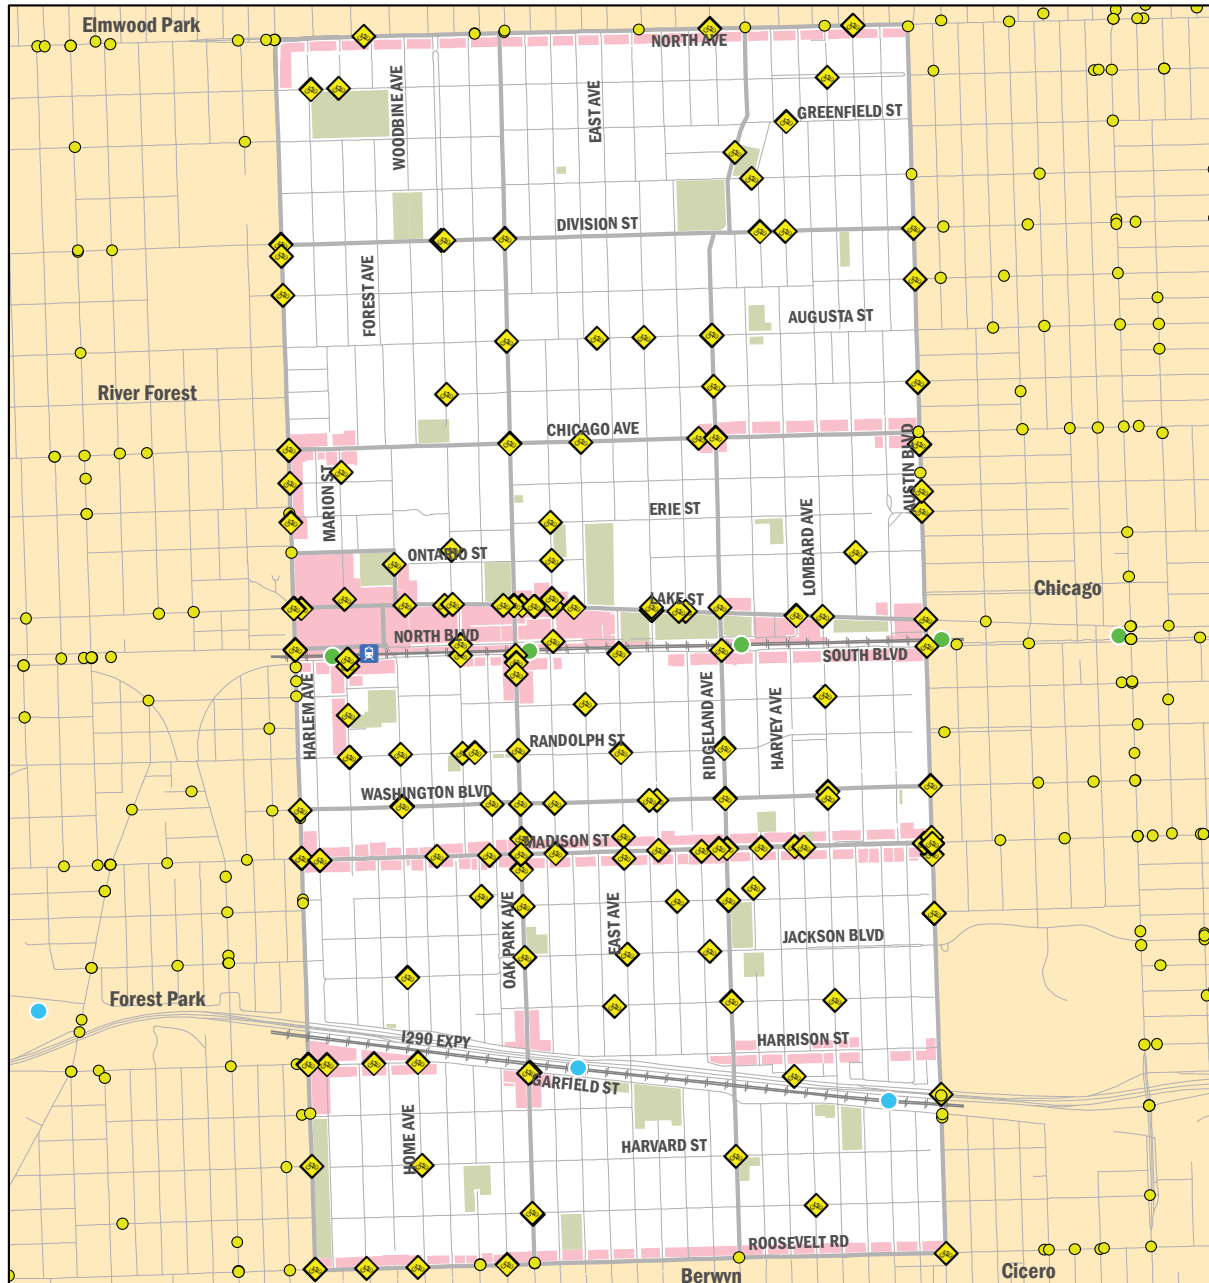 Elmwood Park
NORTH AVE
WOODBINE AVE
EAST AVE
GREENFIELD ST
DIVISION ST
FOREST AVE
AUGUSTA ST
River Forest
CHICAGO AVE
AUSTIN BLVD
MARION ST
ERIE ST
LOMBARD AVE
ONTARIO ST
Chicago
LAKE ST
NORTH BLVD
SOUTH BLVD
HARLEM AVE
RIDGELAND AVE
HARVEY AVE
RANDOLPH ST
WASHINGTON BLVD
MADISON ST
OAK PARK AVE
EAST AVE
JACKSON BLVD
Forest Park
I290 EXPY
HARRISON ST
GARFIELD ST
HOME AVE
HARVARD ST
ROOSEVELT RD
Berwyn
Cicero